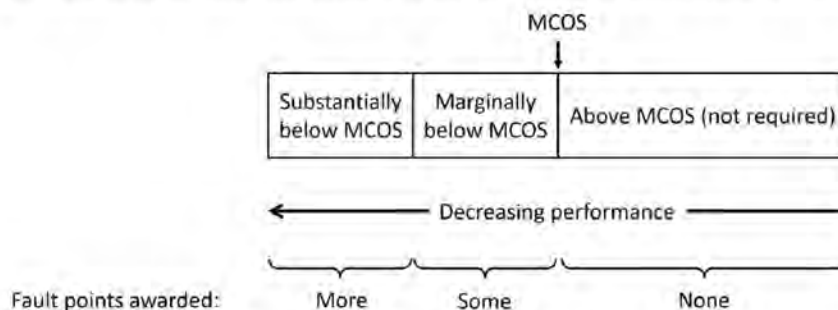 MCOS
Substantially
below MCOS
Marginally
below MCOS
Above MCOS (not required)
Decreasing performance
Fault points awarded:
More
Some
None